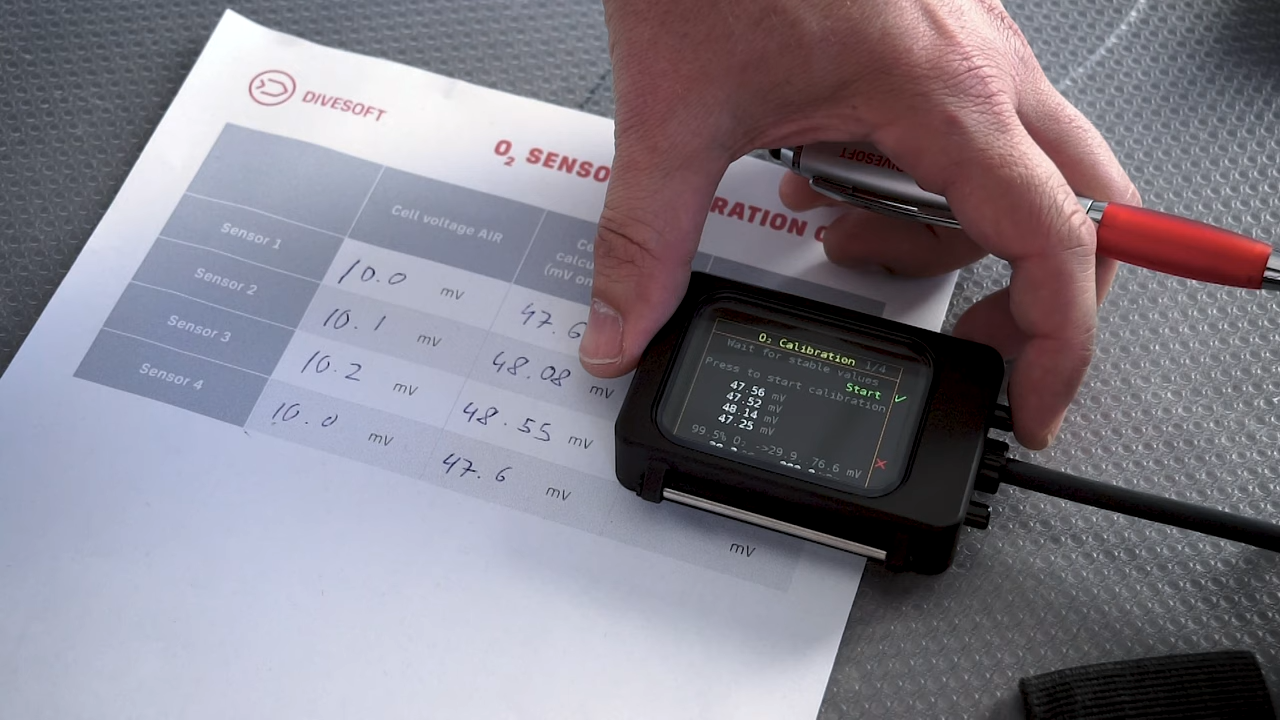 DIVESOFT
O₂ SENSO
RATION
Cell voltage AIR
Sensor 1
10.0 mV
47.6
Sensor 2
10.1 mV
48.08 mV
Sensor 3
10.2 mV
48.55 mV
Sensor 4
10.0 mV
47.6 mV
mV
DIVESOFT
O₂ Calibration 1/4
Wait for stable values
Start
Press to start calibration
47.56 mV
47.52 mV
48.14 mV
47.25 mV
99.5% O₂ ->29.9. 76.6 mV